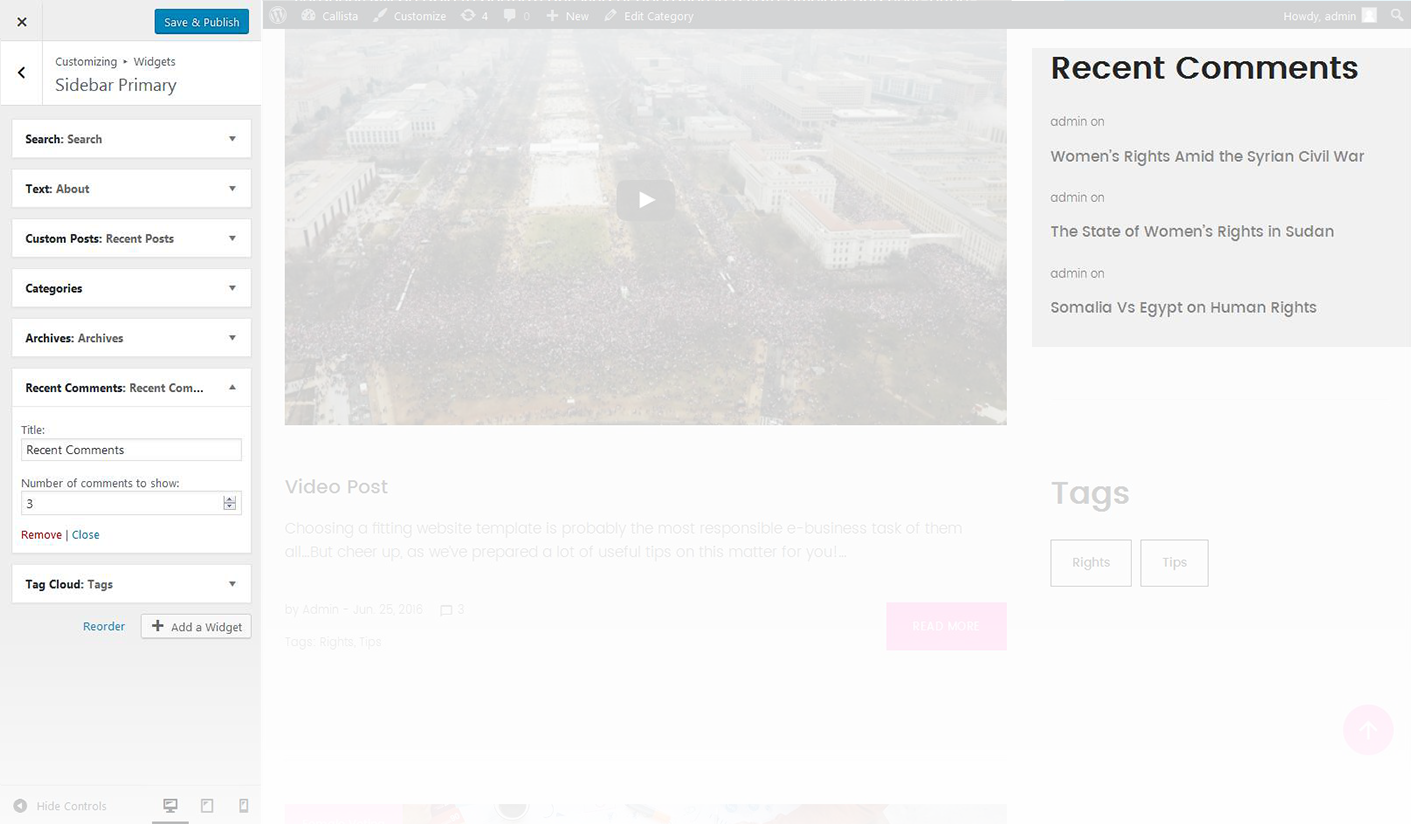 Save & Publish
Customizing ▸ Widgets
Sidebar Primary
Search: Search
Text: About
Custom Posts: Recent Posts
Categories
Archives: Archives
Recent Comments: Recent Com...
Title:
Recent Comments
Number of comments to show:
3
Remove | Close
Tag Cloud: Tags
Reorder
Add a Widget
Hide Controls
Callista
Customize
4
0
New
Edit Category
Howdy, admin
Video Post
Choosing a fitting website template is probably the most responsible e-business task of them
all...But cheer up, as we've prepared a lot of useful tips on this matter for you!...
by Admin - Jun. 25, 2016
3
Tags: Rights, Tips
READ MORE
Recent Comments
admin on
Women's Rights Amid the Syrian Civil War
admin on
The State of Women's Rights in Sudan
admin on
Somalia Vs Egypt on Human Rights
Tags
Rights
Tips